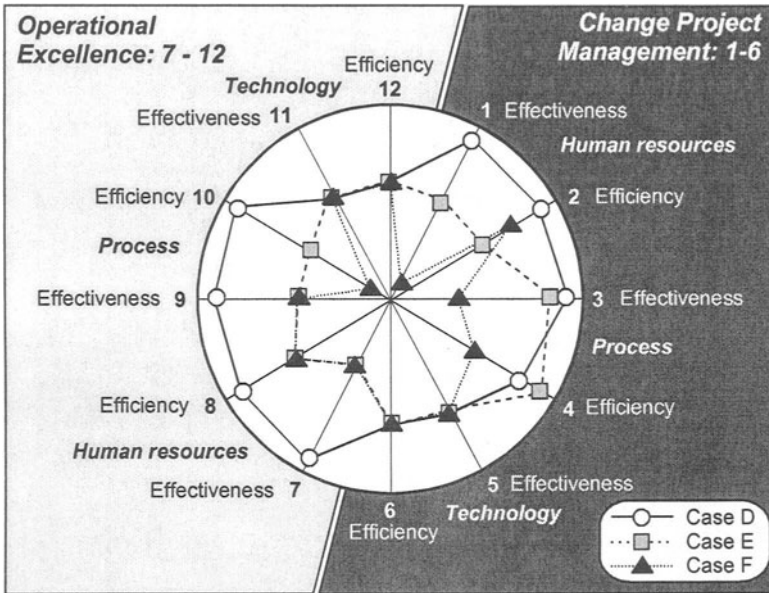 Operational
Excellence: 7 - 12
Change Project
Management: 1-6
Technology
Efficiency
12
Effectiveness 11
1 Effectiveness
Human resources
Efficiency 10
2 Efficiency
Process
Effectiveness 9
3 Effectiveness
Process
Efficiency 8
4 Efficiency
Human resources
Effectiveness 7
5 Effectiveness
6
Efficiency
Technology
Case D
Case E
Case F